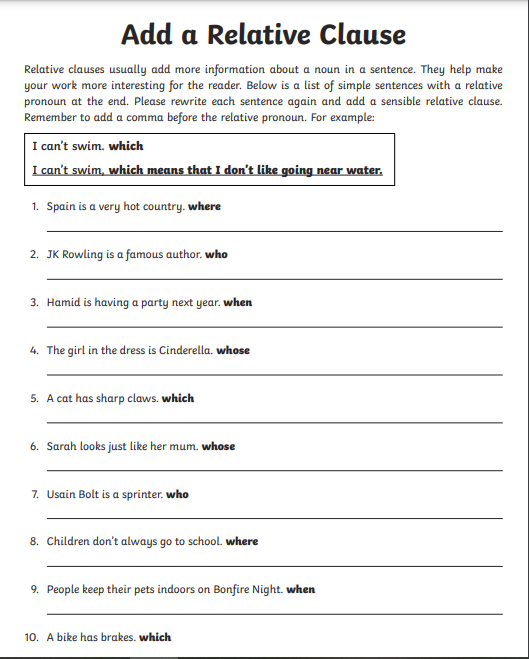 Add a Relative Clause
Relative clauses usually add more information about a noun in a sentence. They help make
your work more interesting for the reader. Below is a list of simple sentences with a relative
pronoun at the end. Please rewrite each sentence again and add a sensible relative clause.
Remember to add a comma before the relative pronoun. For example:
I can't swim. which
I can't swim, which means that I don't like going near water.
1. Spain is a very hot country. where
2. JK Rowling is a famous author. who
3. Hamid is having a party next year. when
4. The girl in the dress is Cinderella. whose
5. A cat has sharp claws. which
6. Sarah looks just like her mum. whose
7. Usain Bolt is a sprinter. who
8. Children don't always go to school. where
9. People keep their pets indoors on Bonfire Night. when
10. A bike has brakes. which